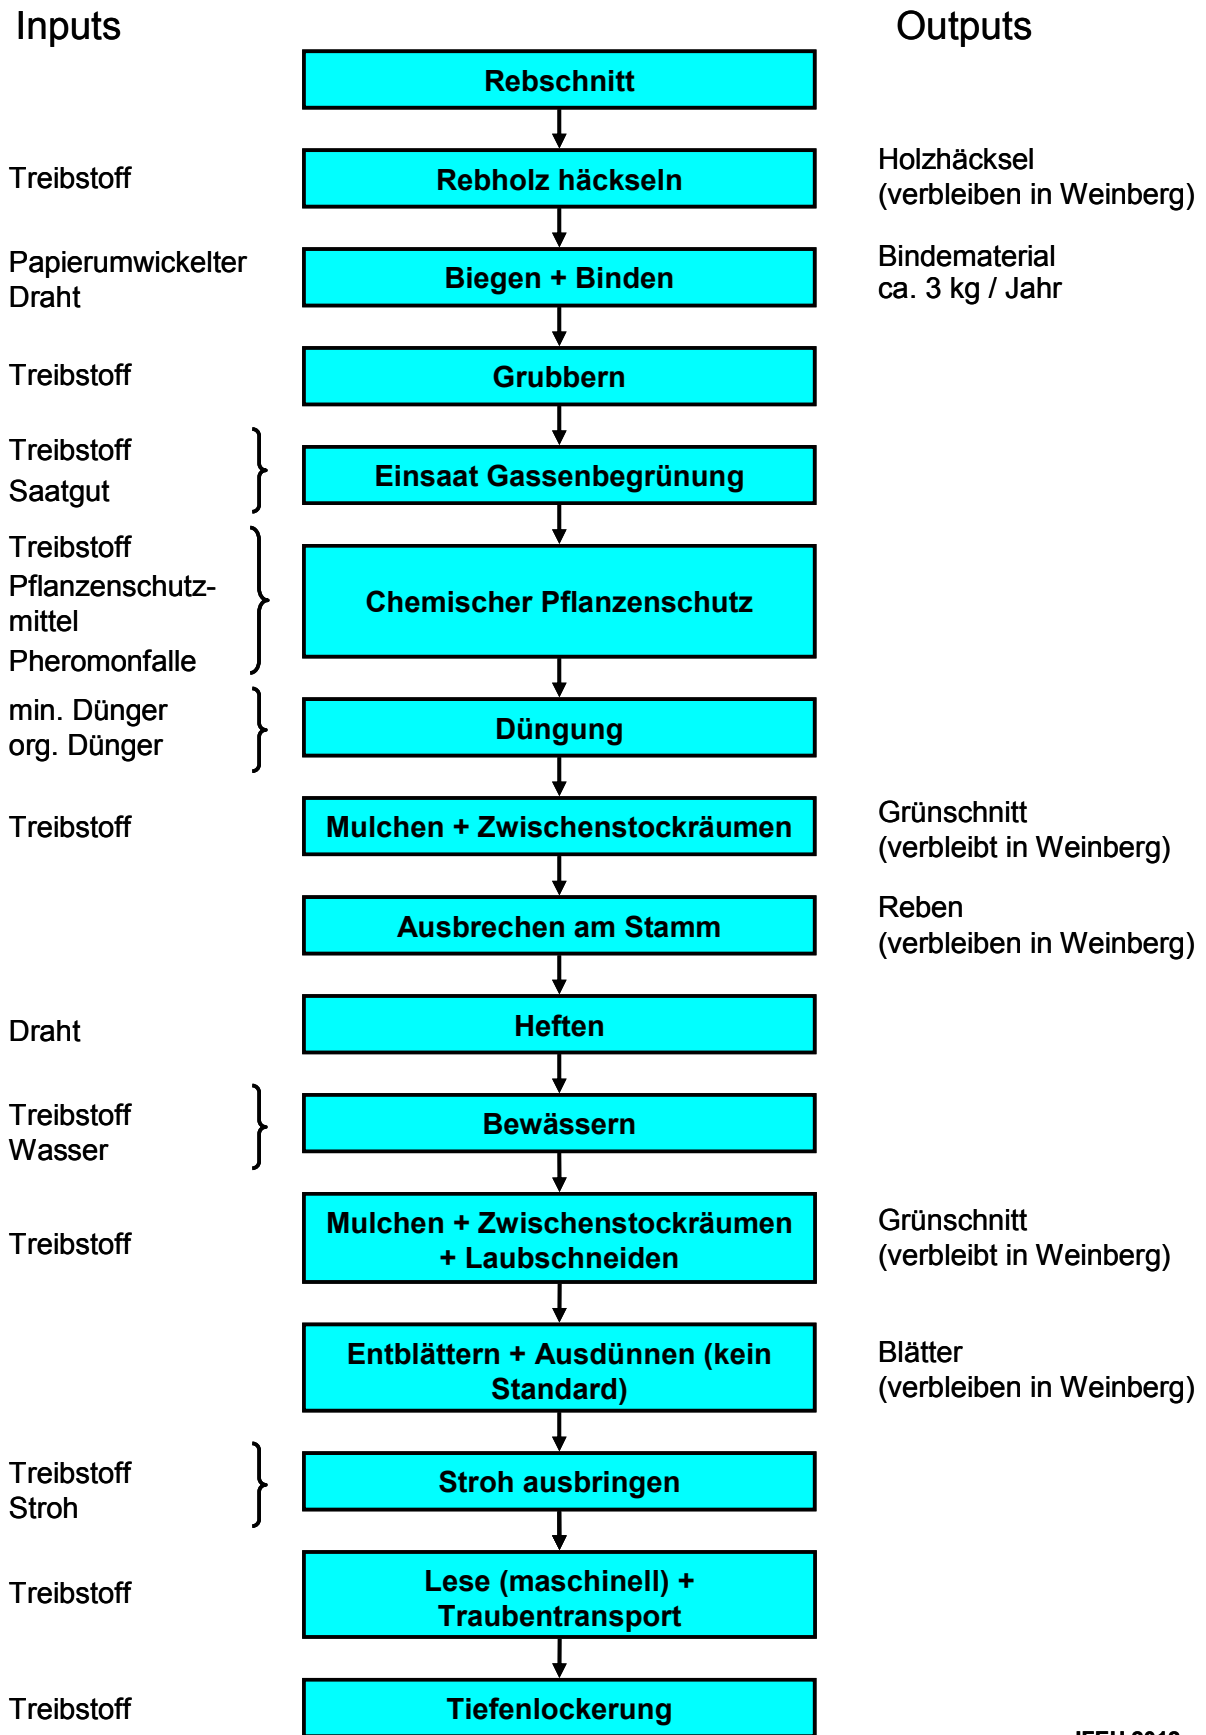 Inputs
Outputs
Rebschnitt
Treibstoff
Rebholz häckseln
Holzhäcksel
(verbleiben in Weinberg)
Papierumwickelter
Draht
Biegen + Binden
Bindematerial
ca. 3 kg / Jahr
Treibstoff
Grubbern
Treibstoff
Saatgut
Einsaat Gassenbegrünung
Treibstoff
Pflanzenschutz-
mittel
Pheromonfalle
Chemischer Pflanzenschutz
min. Dünger
org. Dünger
Düngung
Treibstoff
Mulchen + Zwischenstockräumen
Grünschnitt
(verbleibt in Weinberg)
Ausbrechen am Stamm
Reben
(verbleiben in Weinberg)
Draht
Heften
Treibstoff
Wasser
Bewässern
Treibstoff
Mulchen + Zwischenstockräumen
+ Laubschneiden
Grünschnitt
(verbleibt in Weinberg)
Entblättern + Ausdünnen (kein
Standard)
Blätter
(verbleiben in Weinberg)
Treibstoff
Stroh
Stroh ausbringen
Treibstoff
Lese (maschinell) +
Traubentransport
Treibstoff
Tiefenlockerung